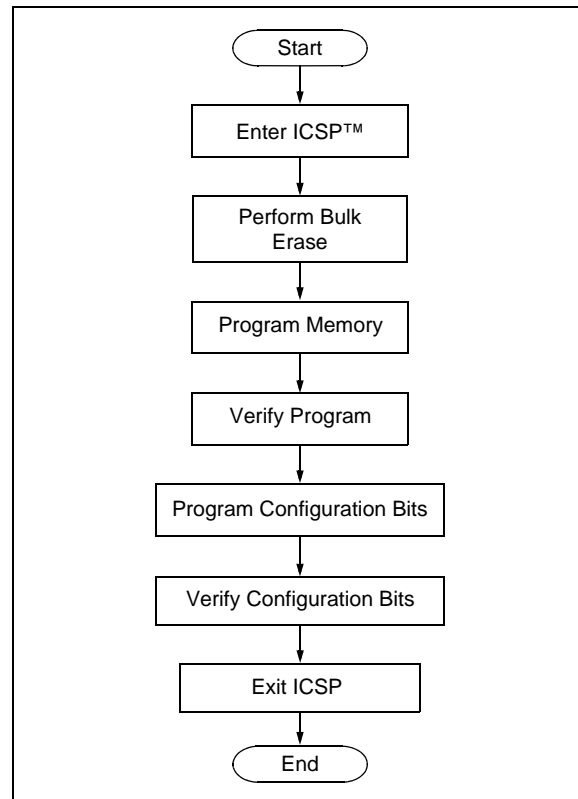 Start
Enter ICSP™
Perform Bulk
Erase
Program Memory
Verify Program
Program Configuration Bits
Verify Configuration Bits
Exit ICSP
End